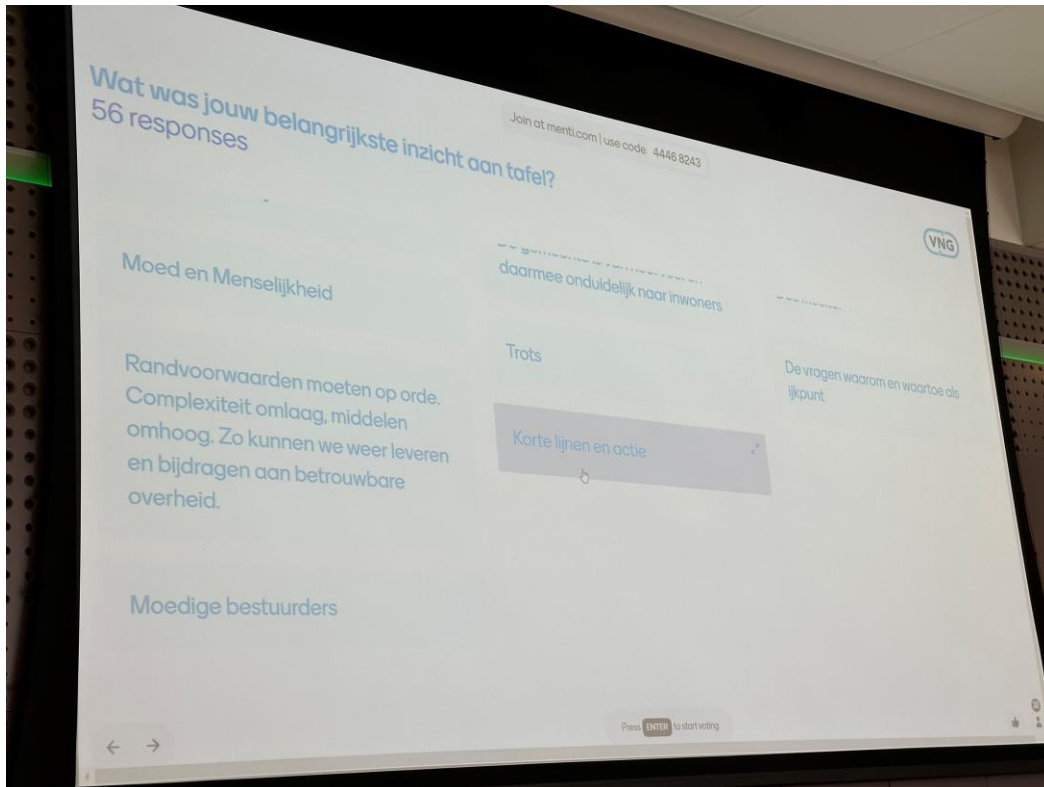 Wat was jouw belangrijkste inzicht aan tafel?
56 responses
Join at menti.com | use code 4446 8243
VNG
Moed en Menselijkheid
Randvoorwaarden moeten op orde.
Complexiteit omlaag, middelen
omhoog. Zo kunnen we weer leveren
en bijdragen aan betrouwbare
overheid.
Moedige bestuurders
daarmee onduidelijk naar inwoners
Trots
Korte lijnen en actie
De vragen waarom en waartoe als
ijkpunt
Press ENTER to start voting